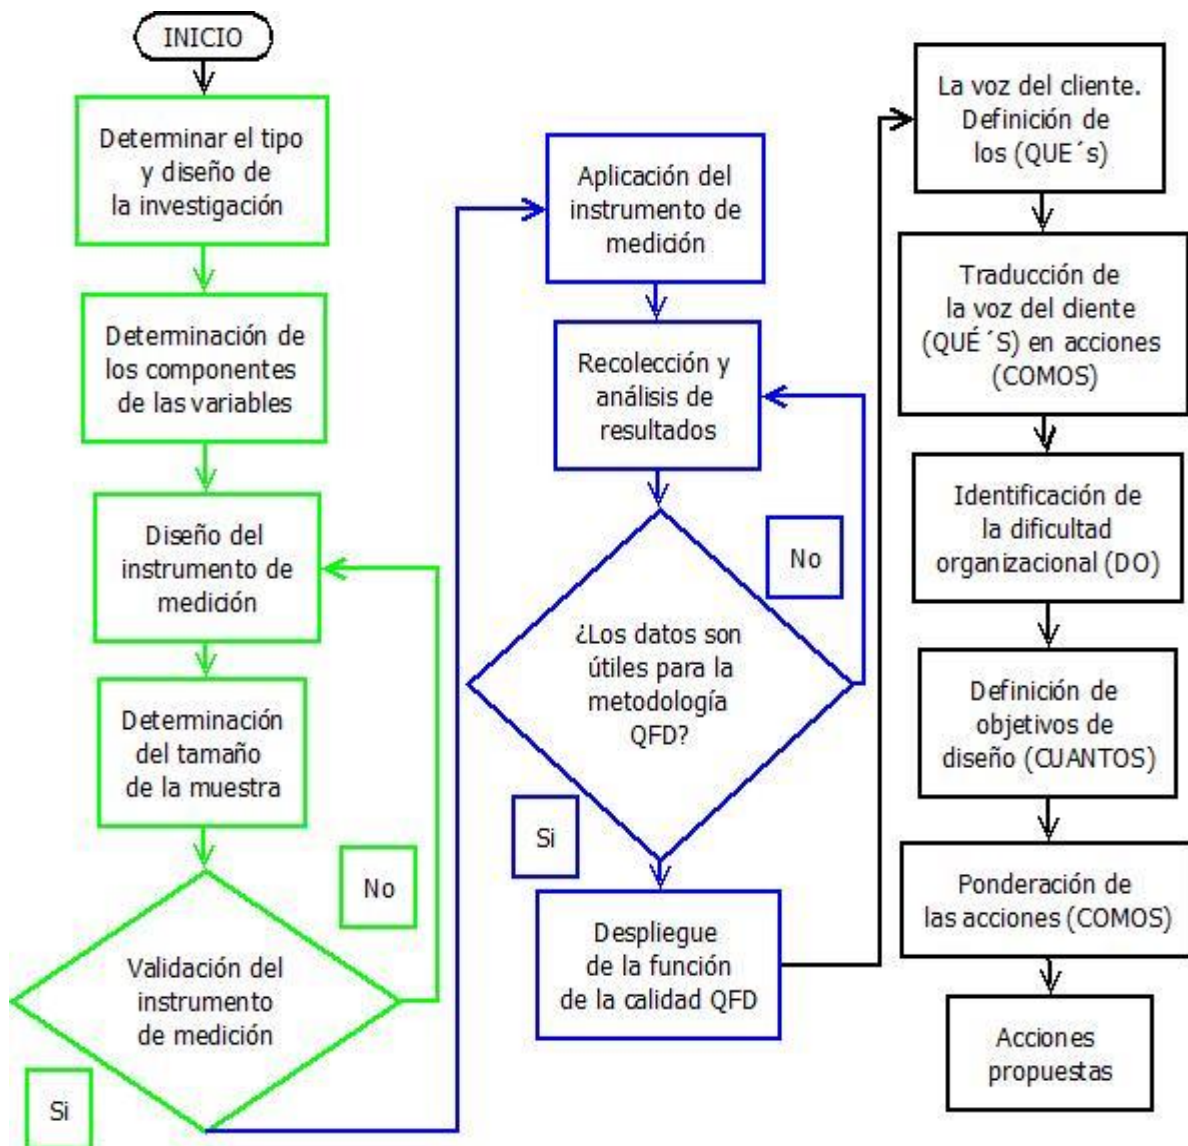 INICIO
Determinar el tipo
y diseño de
la investigación
Determinación de
los componentes
de las variables
Diseño del
instrumento de
medición
Determinación
del tamaño
de la muestra
No
Validación del
instrumento
de medición
Si
Aplicación del
instrumento de
medición
Recolección y
análisis de
resultados
No
¿Los datos son
útiles para la
metodología
QFD?
Si
Despliegue
de la función
de la calidad QFD
La voz del cliente.
Definición de
los (QUE´s)
Traducción de
la voz del cliente
(QUÉ´S) en acciones
(COMOS)
Identificación de
la dificultad
organizacional (DO)
Definición de
objetivos de
diseño (CUANTOS)
Ponderación de
las acciones (COMOS)
Acciones
propuestas